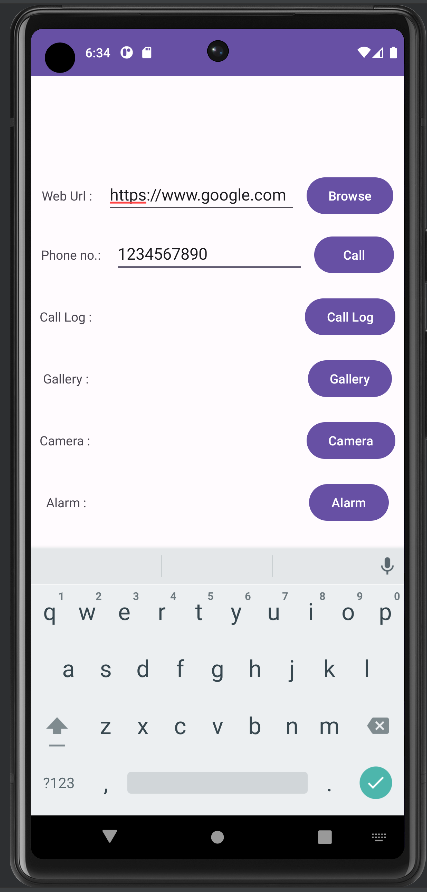 6:34
Web Url : https://www.google.com Browse
Phone no.: 1234567890 Call
Call Log : Call Log
Gallery : Gallery
Camera : Camera
Alarm : Alarm
1 2 3 4 5 6 7 8 9 0
q w e r t y u i o p
a s d f g h j k l
z x c v b n m
?123 , .